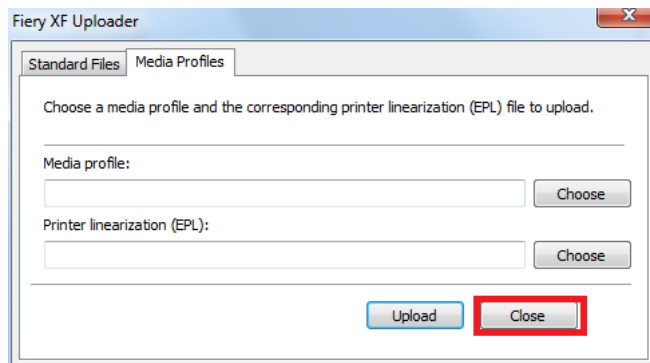 Fiery XF Uploader
Standard Files Media Profiles
Choose a media profile and the corresponding printer linearization (EPL) file to upload.
Media profile:
Choose
Printer linearization (EPL):
Choose
Upload Close